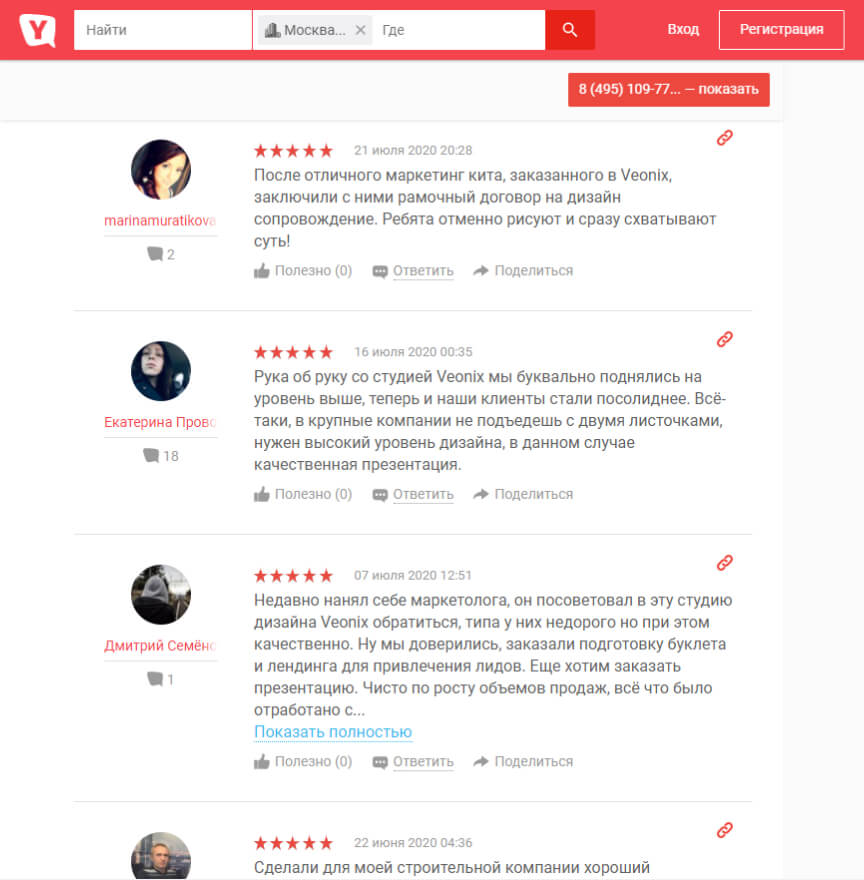 Y
Найти
Москва... ×
Где
Вход
Регистрация
8 (495) 109-77... — показать
21 июля 2020 20:28
После отличного маркетинг кита, заказанного в Veonix,
заключили с ними рамочный договор на дизайн
сопровождение. Ребята отменно рисуют и сразу схватывают
суть!
marinamuratikova
2
Полезно (0) Ответить Поделиться
16 июля 2020 00:35
Рука об руку со студией Veonix мы буквально поднялись на
уровень выше, теперь и наши клиенты стали посолиднее. Всё-
таки, в крупные компании не подъедешь с двумя листочками,
нужен высокий уровень дизайна, в данном случае
качественная презентация.
Екатерина Прово
18
Полезно (0) Ответить Поделиться
07 июля 2020 12:51
Недавно нанял себе маркетолога, он посоветовал в эту студию
дизайна Veonix обратиться, типа у них недорого но при этом
качественно. Ну мы доверились, заказали подготовку буклета
и лендинга для привлечения лидов. Еще хотим заказать
презентацию. Чисто по росту объемов продаж, всё что было
отработано с...
Показать полностью
Дмитрий Семёно
1
Полезно (0) Ответить Поделиться
22 июня 2020 04:36
Сделали для моей строительной компании хороший